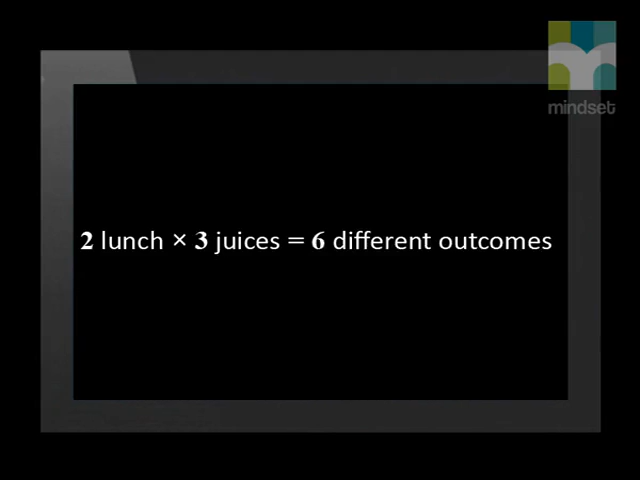 mindset
2 lunch × 3 juices = 6 different outcomes